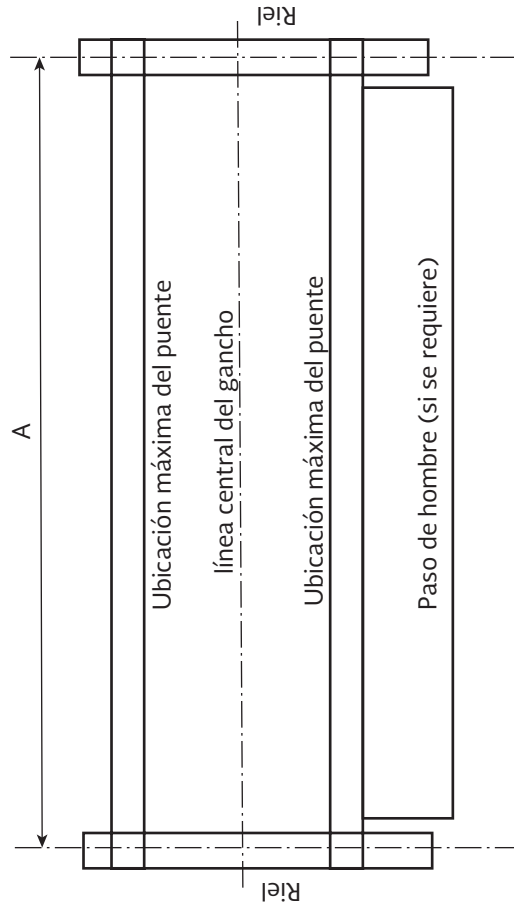 A
Riel
Ubicación máxima del puente
línea central del gancho
Ubicación máxima del puente
Paso de hombre (si se requiere)
Riel